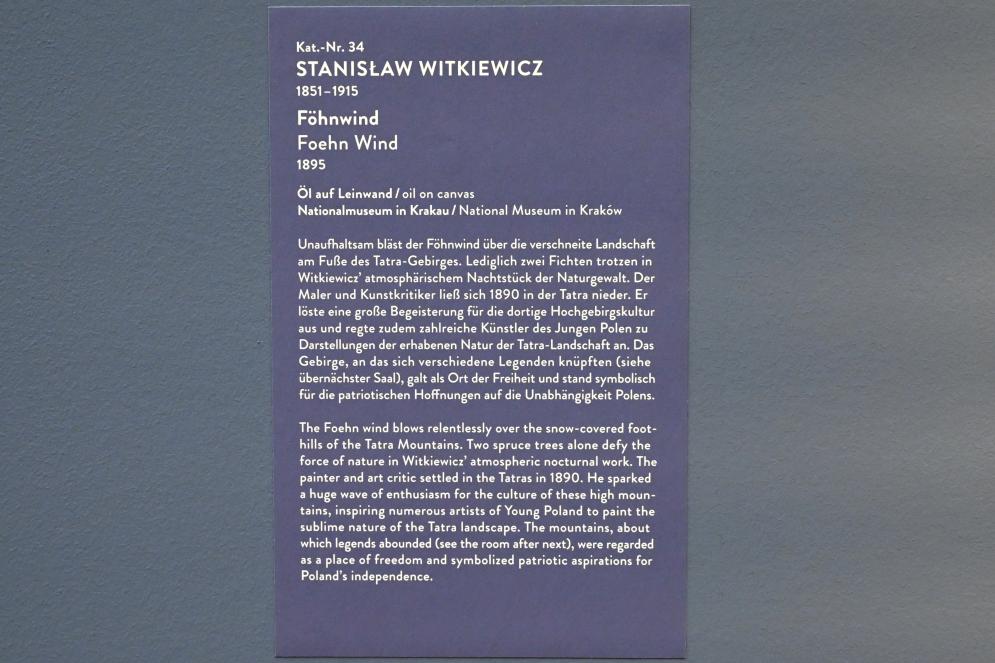 Kat.-Nr. 34
STANISŁAW WITKIEWICZ
1851–1915
Föhnwind
Foehn Wind
1895
Öl auf Leinwand / oil on canvas
Nationalmuseum in Krakau / National Museum in Kraków
Unaufhaltsam bläst der Föhnwind über die verschneite Landschaft
am Fuße des Tatra-Gebirges. Lediglich zwei Fichten trotzen in
Witkiewicz’ atmosphärischem Nachtstück der Naturgewalt. Der
Maler und Kunstkritiker ließ sich 1890 in der Tatra nieder. Er
löste eine große Begeisterung für die dortige Hochgebirgskultur
aus und regte zudem zahlreiche Künstler des Jungen Polen zu
Darstellungen der erhabenen Natur der Tatra-Landschaft an. Das
Gebirge, an das sich verschiedene Legenden knüpften (siehe
übernächster Saal), galt als Ort der Freiheit und stand symbolisch
für die patriotischen Hoffnungen auf die Unabhängigkeit Polens.
The Foehn wind blows relentlessly over the snow-covered foot-
hills of the Tatra Mountains. Two spruce trees alone defy the
force of nature in Witkiewicz’ atmospheric nocturnal work. The
painter and art critic settled in the Tatras in 1890. He sparked
a huge wave of enthusiasm for the culture of these high moun-
tains, inspiring numerous artists of Young Poland to paint the
sublime nature of the Tatra landscape. The mountains, about
which legends abounded (see the room after next), were regarded
as a place of freedom and symbolized patriotic aspirations for
Poland’s independence.